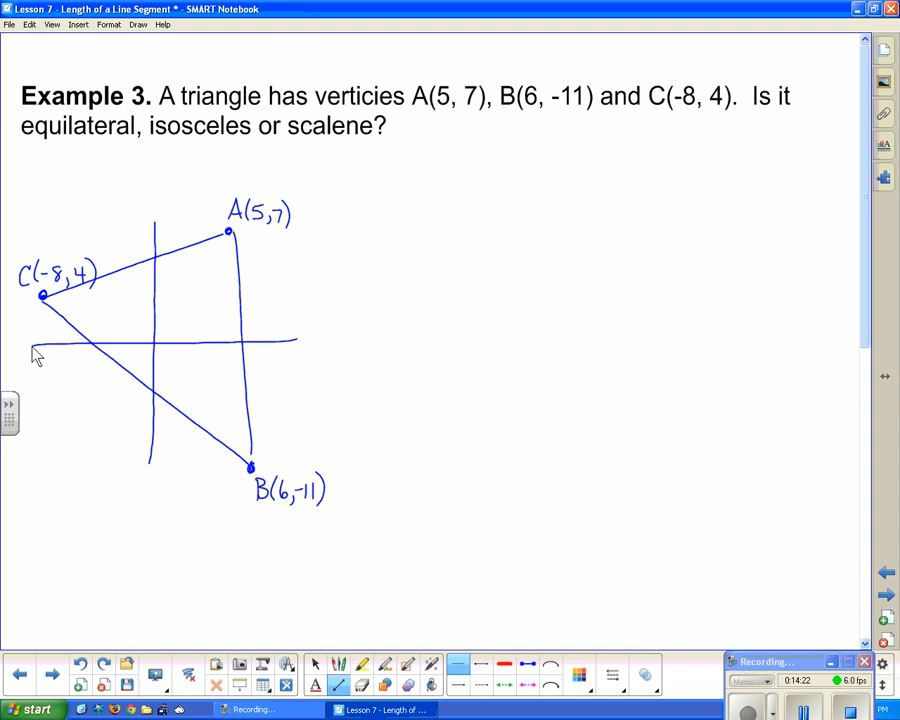 Lesson 7 - Length of a Line Segment * - SMART Notebook
File Edit View Insert Format Draw Help
Example 3. A triangle has verticies A(5, 7), B(6, -11) and C(-8, 4). Is it
equilateral, isosceles or scalene?
A(5,7)
C(-8,4)
B(6,-11)
Recording...
Menu
0:14:22
6.0 fps
start
Recording...
Lesson 7 - Length of ...
PM